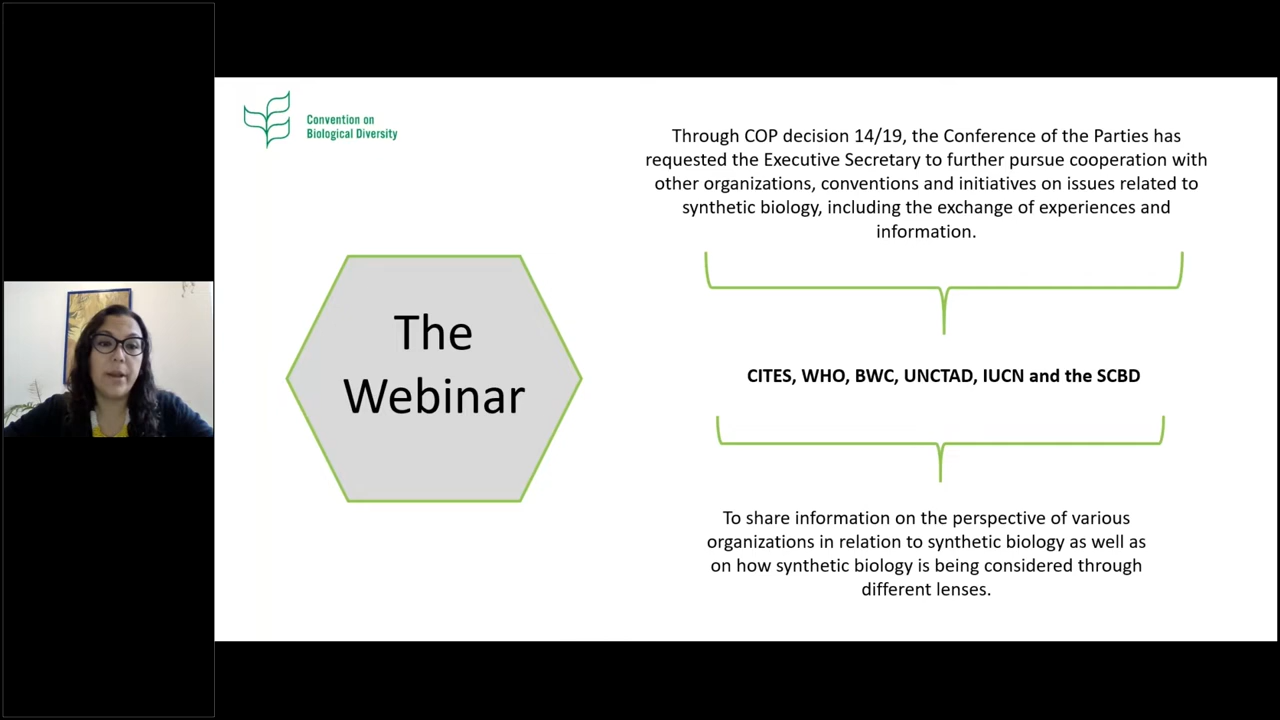 Convention on
Biological Diversity
The
Webinar
Through COP decision 14/19, the Conference of the Parties has
requested the Executive Secretary to further pursue cooperation with
other organizations, conventions and initiatives on issues related to
synthetic biology, including the exchange of experiences and
information.
CITES, WHO, BWC, UNCTAD, IUCN and the SCBD
To share information on the perspective of various
organizations in relation to synthetic biology as well as
on how synthetic biology is being considered through
different lenses.